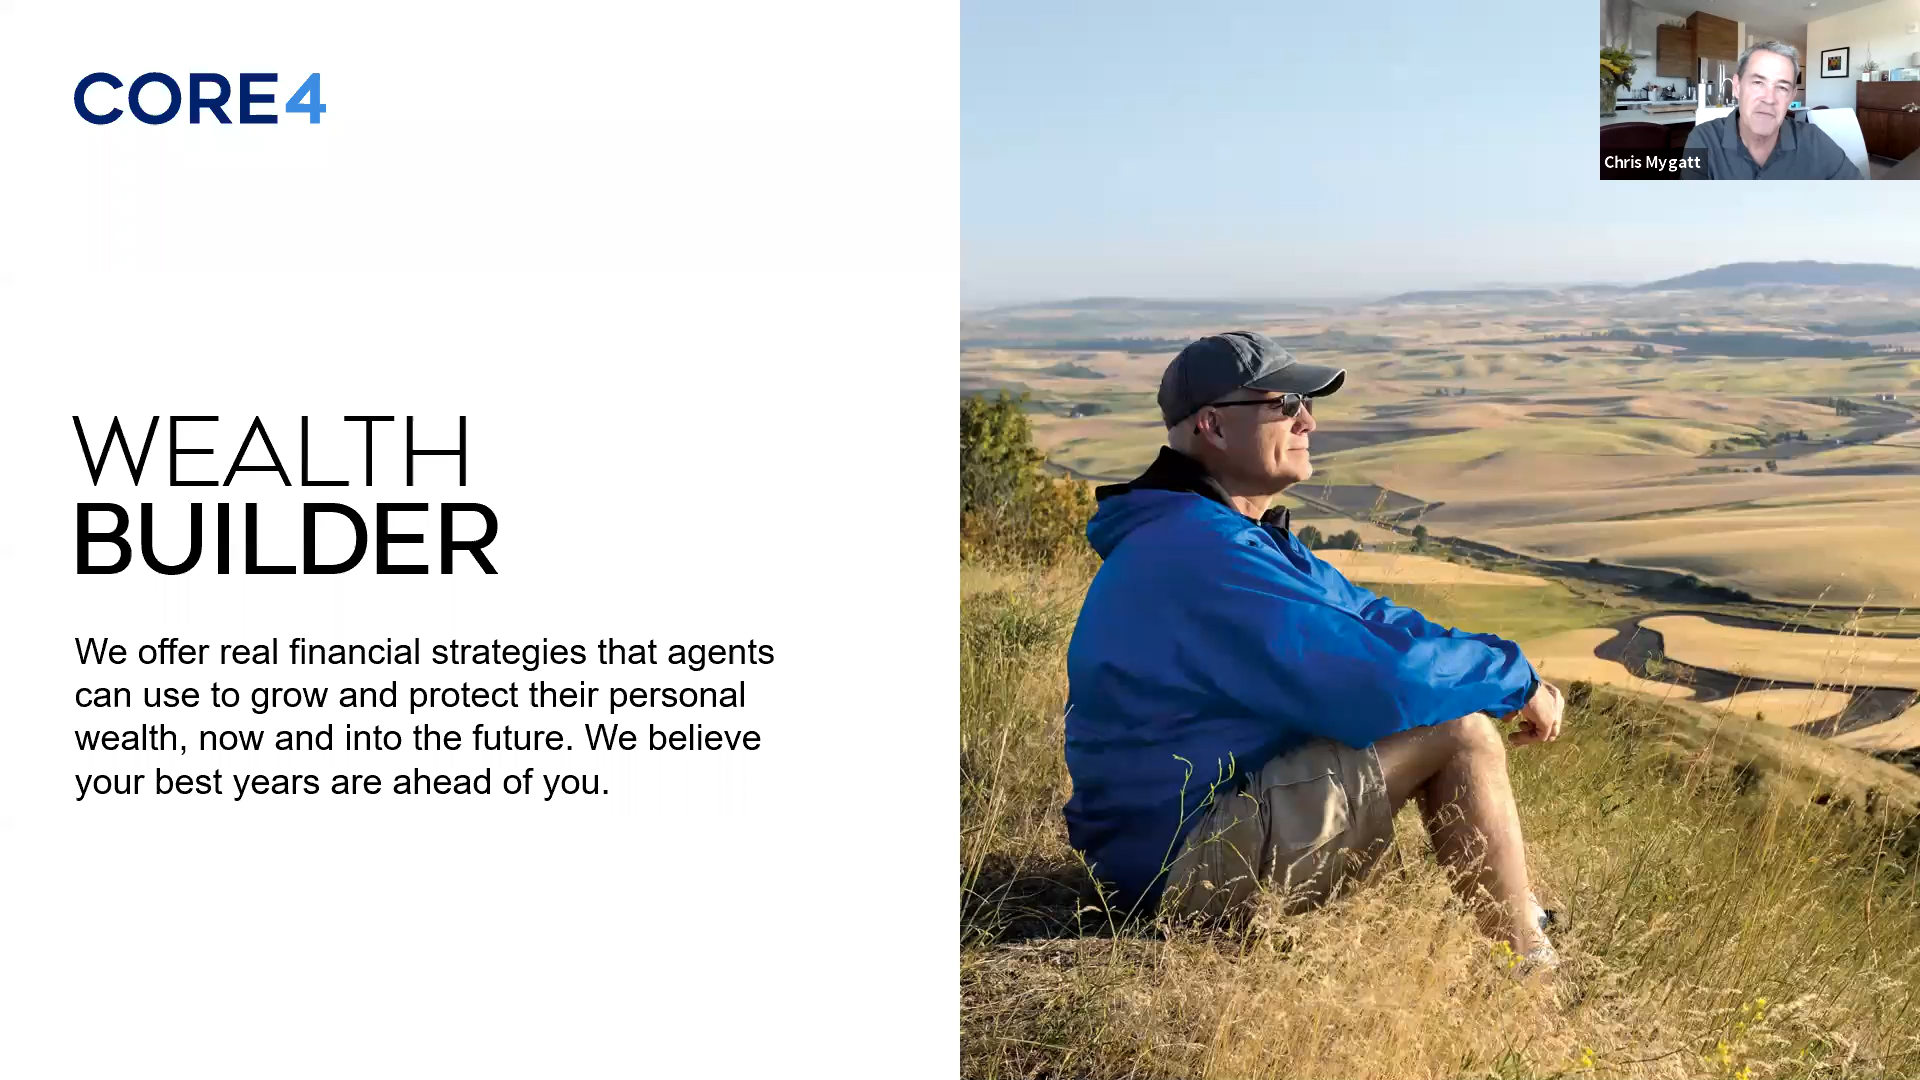 CORE4
WEALTH
BUILDER
We offer real financial strategies that agents
can use to grow and protect their personal
wealth, now and into the future. We believe
your best years are ahead of you.
Chris Mygatt